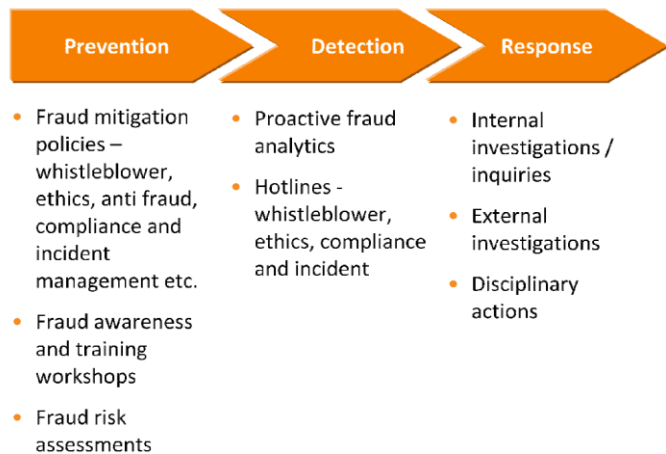 Prevention
Detection
Response
• Fraud mitigation
policies –
whistleblower,
ethics, anti fraud,
compliance and
incident
management etc.
• Fraud awareness
and training
workshops
• Fraud risk
assessments
• Proactive fraud
analytics
• Hotlines -
whistleblower,
ethics, compliance
and incident
• Internal
investigations /
inquiries
• External
investigations
• Disciplinary
actions